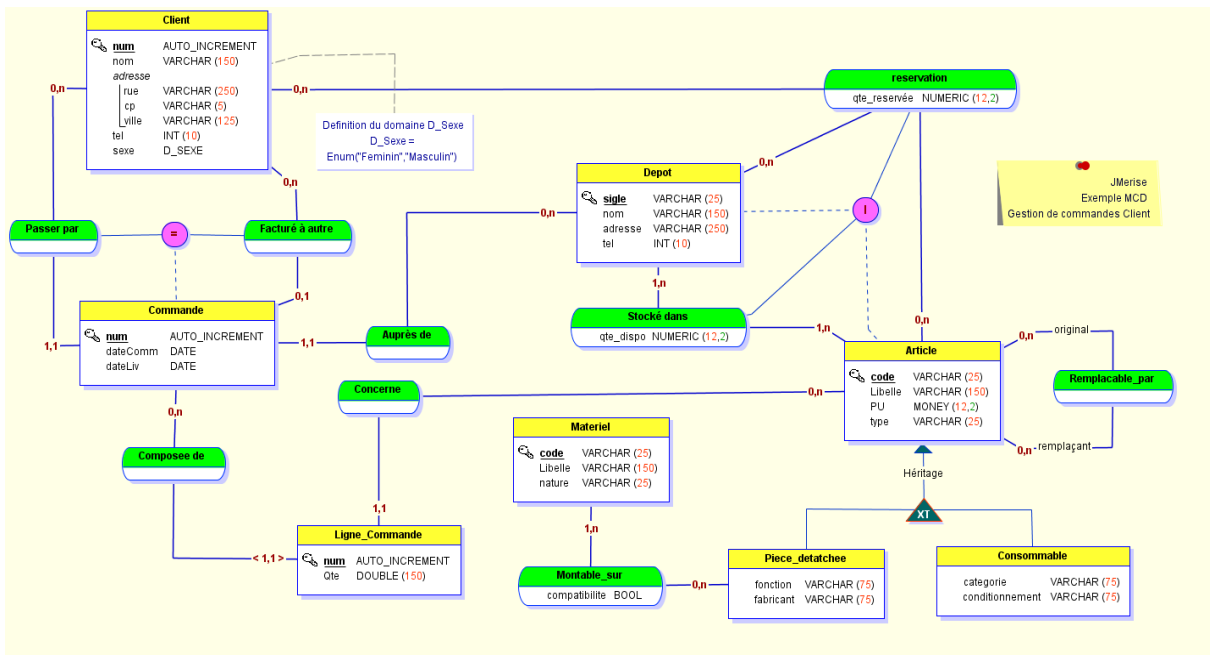 Client
num AUTO_INCREMENT
nom VARCHAR (150)
adresse
rue VARCHAR (250)
cp VARCHAR (5)
ville VARCHAR (125)
tel INT (10)
sexe D_SEXE
0,n
0,n
0,n
Definition du domaine D_Sexe
D_Sexe =
Enum("Feminin","Masculin")
reservation
qte_reservée NUMERIC (12,2)
0,n
0,n
JMerise
Exemple MCD
Gestion de commandes Client
Depot
sigle VARCHAR (25)
nom VARCHAR (150)
adresse VARCHAR (250)
tel INT (10)
0,n
I
Passer par
=
Facturé à autre
1,1
0,1
1,n
Commande
num AUTO_INCREMENT
dateComm DATE
dateLiv DATE
1,1
Auprès de
Stocké dans
qte_dispo NUMERIC (12,2)
1,n
Article
code VARCHAR (25)
Libelle VARCHAR (150)
PU MONEY (12,2)
type VARCHAR (25)
0,n
original
Remplacable_par
0,n
remplaçant
Concerne
0,n
0,n
Composee de
Materiel
code VARCHAR (25)
Libelle VARCHAR (150)
nature VARCHAR (25)
Héritage
XT
1,1
1,n
Ligne_Commande
num AUTO_INCREMENT
Qte DOUBLE (150)
< 1,1 >
Montable_sur
compatibilite BOOL
0,n
Piece_detatchee
fonction VARCHAR (75)
fabricant VARCHAR (75)
Consommable
categorie VARCHAR (75)
conditionnement VARCHAR (75)